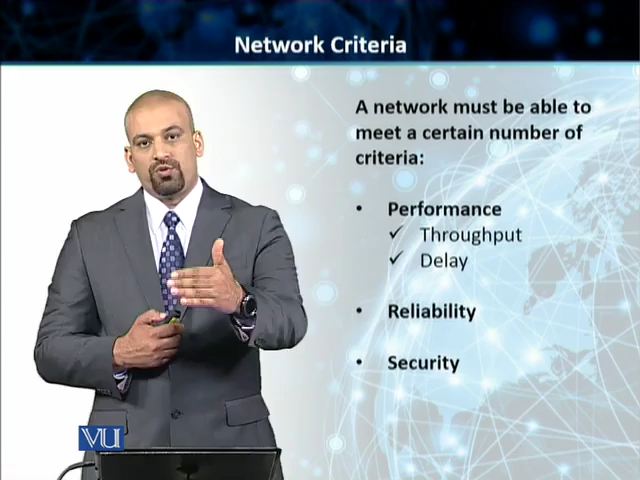 Network Criteria
A network must be able to
meet a certain number of
criteria:
• Performance
✓ Throughput
✓ Delay
• Reliability
• Security
VU